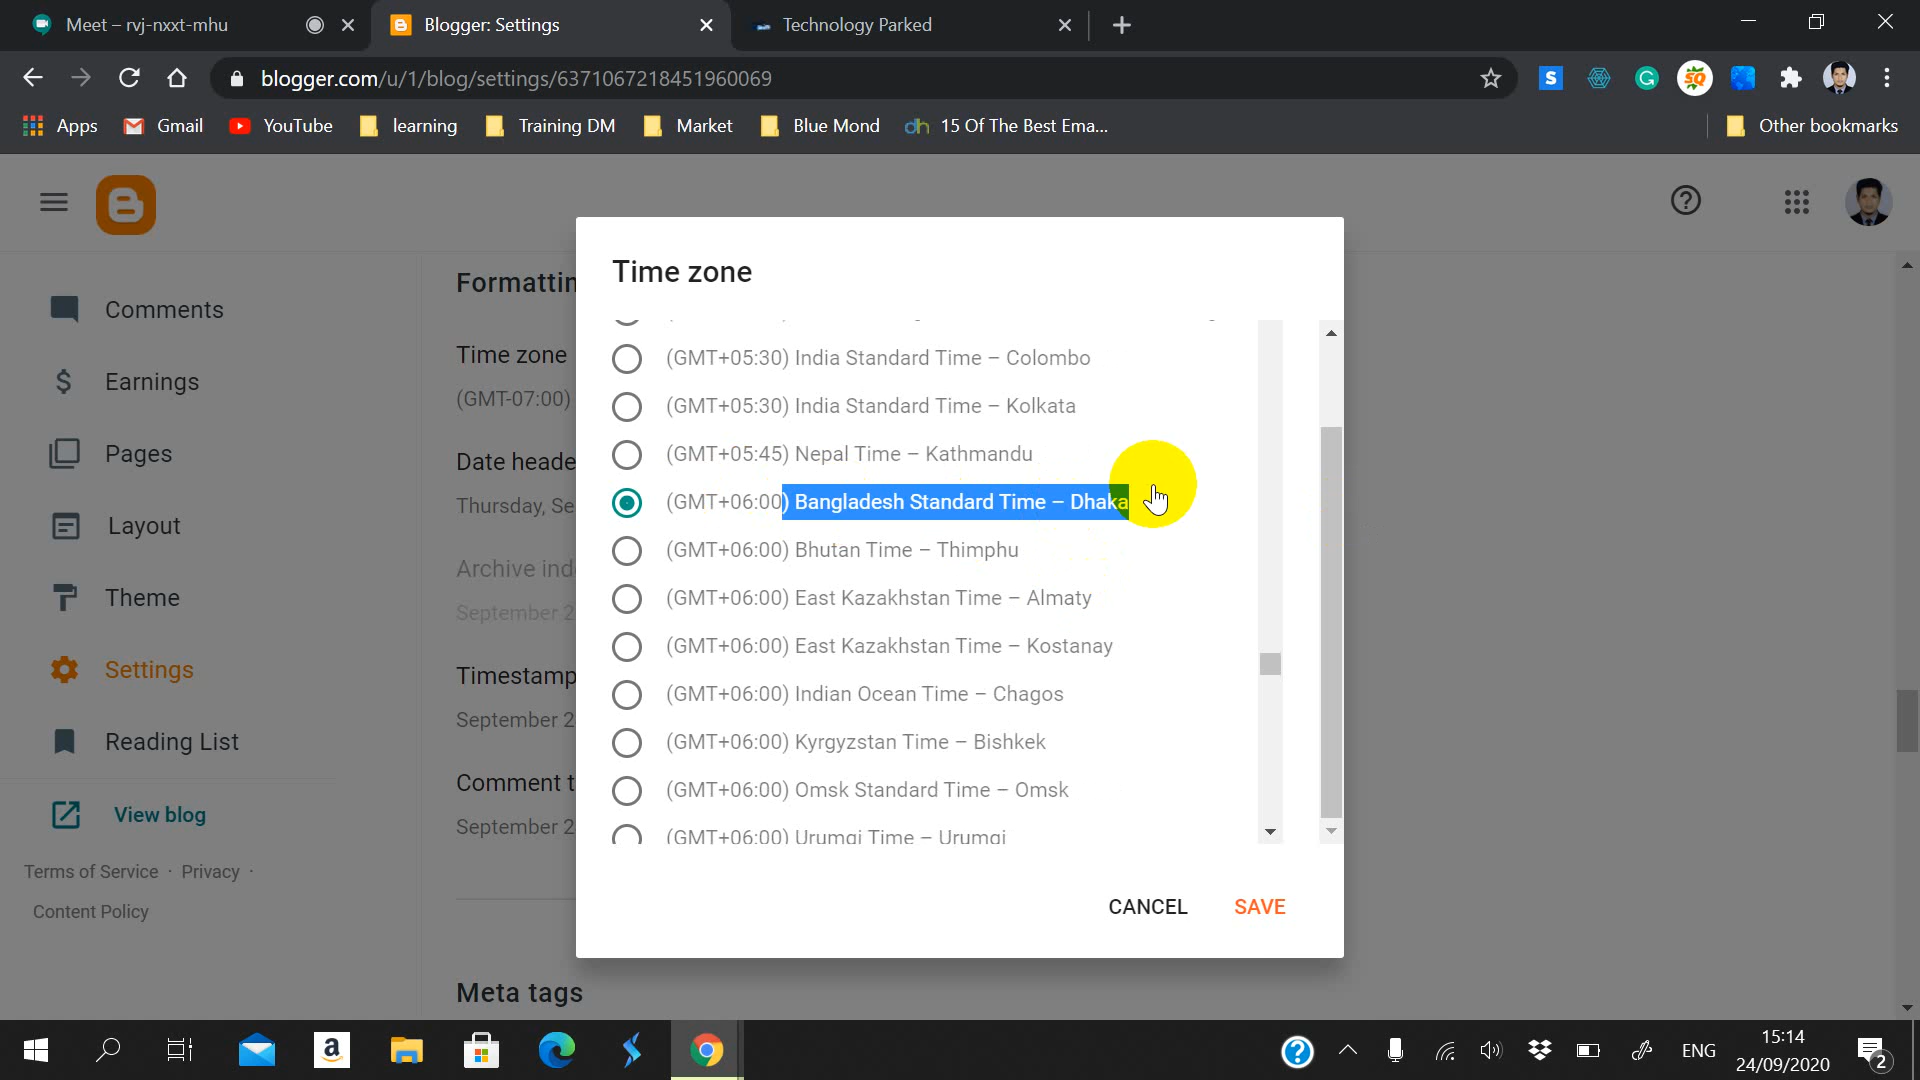 Meet – rvj-nxxt-mhu
Blogger: Settings
Technology Parked
blogger.com/u/1/blog/settings/6371067218451960069
Apps
Gmail
YouTube
learning
Training DM
Market
Blue Mond
15 Of The Best Ema...
Other bookmarks
Comments
Earnings
Pages
Layout
Theme
Settings
Reading List
View blog
Terms of Service · Privacy ·
Content Policy
Formattin
Time zone
(GMT-07:00)
Date heade
Thursday, Se
Archive ind
September 2
Timestamp
September 2
Comment t
September 2
Meta tags
Time zone
(GMT+05:30) India Standard Time – Colombo
(GMT+05:30) India Standard Time – Kolkata
(GMT+05:45) Nepal Time – Kathmandu
(GMT+06:00) Bangladesh Standard Time – Dhaka
(GMT+06:00) Bhutan Time – Thimphu
(GMT+06:00) East Kazakhstan Time – Almaty
(GMT+06:00) East Kazakhstan Time – Kostanay
(GMT+06:00) Indian Ocean Time – Chagos
(GMT+06:00) Kyrgyzstan Time – Bishkek
(GMT+06:00) Omsk Standard Time – Omsk
(GMT+06:00) Urumqi Time – Urumqi
CANCEL
SAVE
ENG
15:14
24/09/2020
2